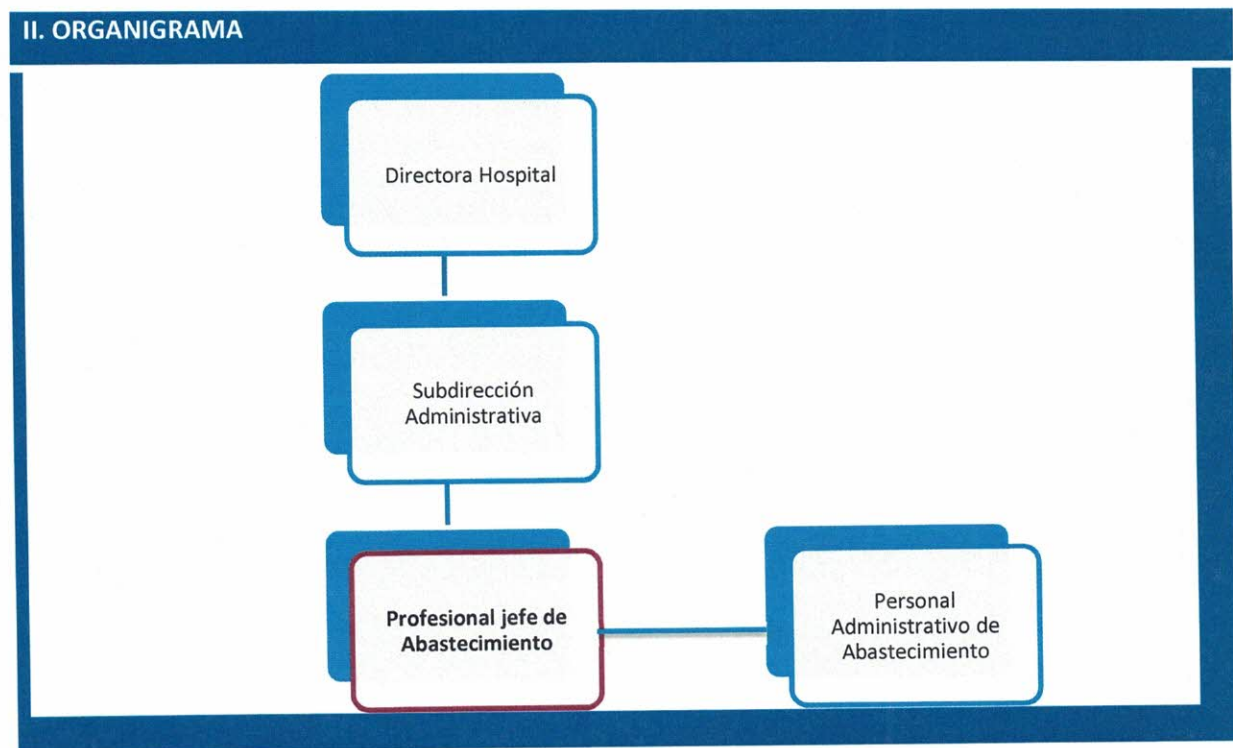 II. ORGANIGRAMA
Directora Hospital
Subdirección
Administrativa
Profesional jefe de
Abastecimiento
Personal
Administrativo de
Abastecimiento